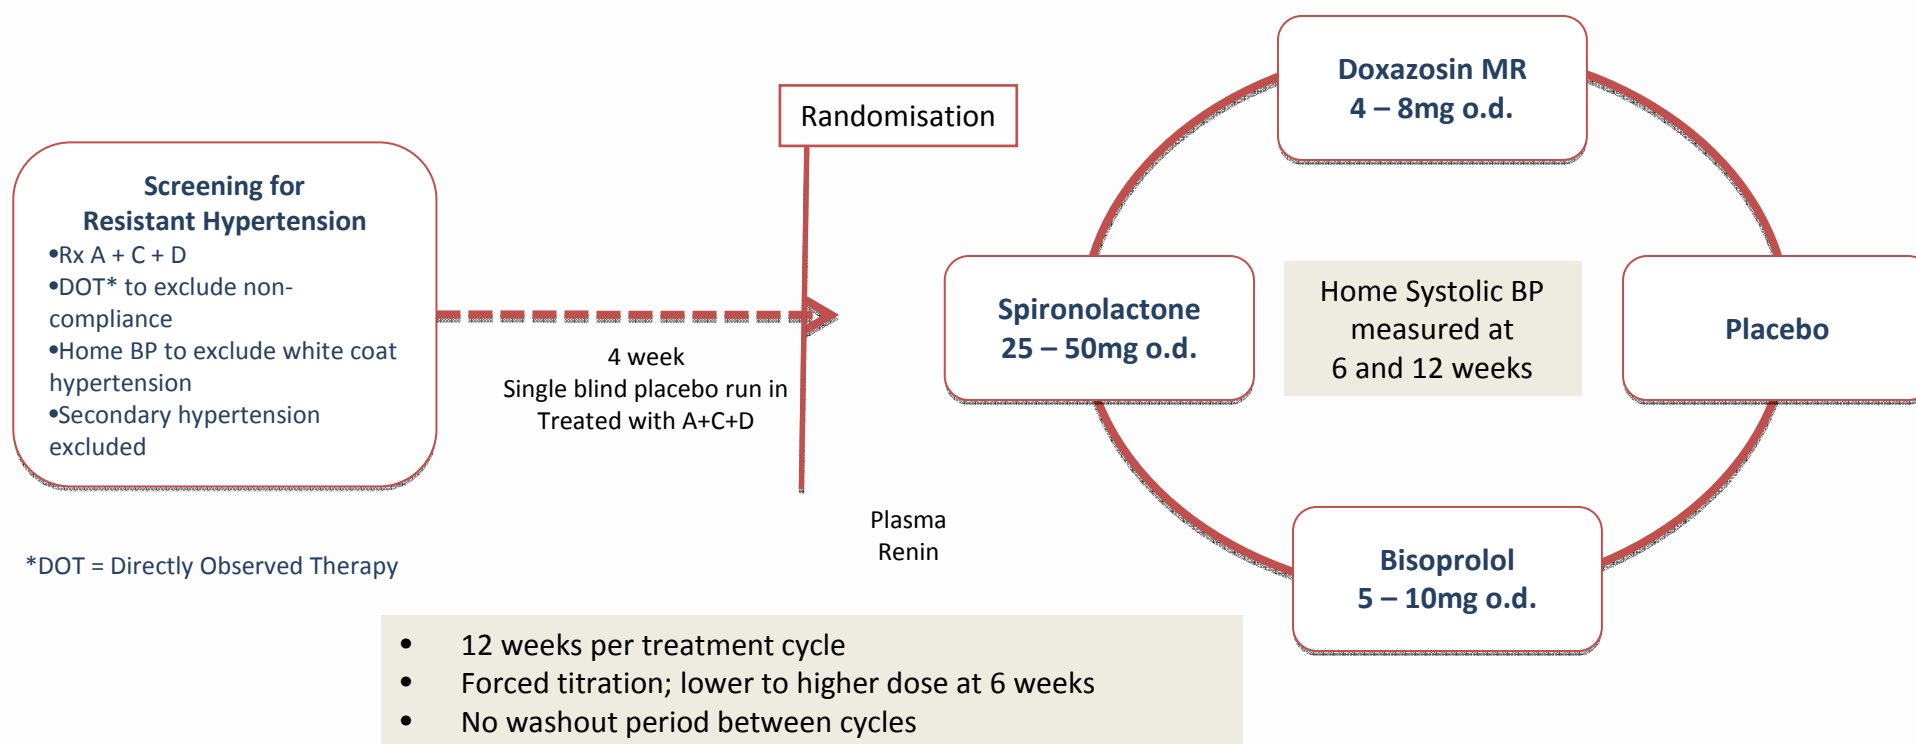 Screening for
Resistant Hypertension
•Rx A + C + D
•DOT* to exclude non-
compliance
•Home BP to exclude white coat
hypertension
•Secondary hypertension
excluded
*DOT = Directly Observed Therapy
4 week
Single blind placebo run in
Treated with A+C+D
Randomisation
Plasma
Renin
Doxazosin MR
4 – 8mg o.d.
Spironolactone
25 – 50mg o.d.
Home Systolic BP
measured at
6 and 12 weeks
Placebo
Bisoprolol
5 – 10mg o.d.
• 12 weeks per treatment cycle
• Forced titration; lower to higher dose at 6 weeks
• No washout period between cycles